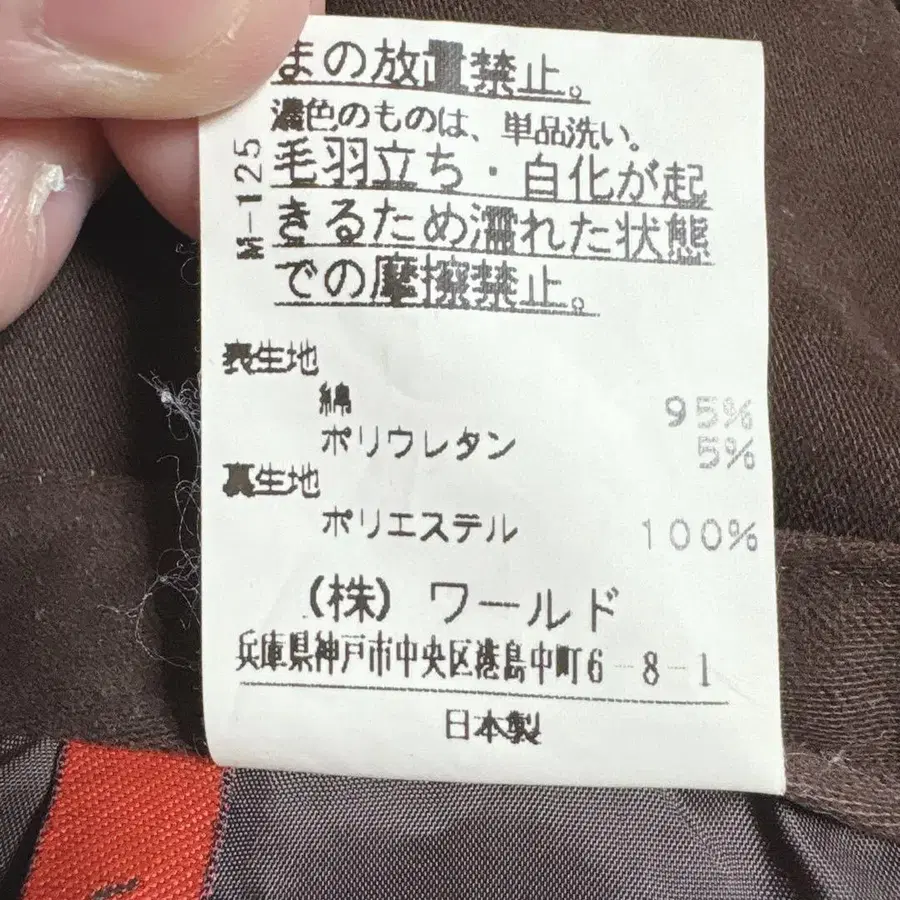 まの放置禁止。
濃色のものは、単品洗い。
毛羽立ち・白化が起
きるため濡れた状態
での摩擦禁止。
M-125
表生地
綿 95%
ポリウレタン 5%
裏生地
ポリエステル 100%
(株) ワールド
兵庫県神戸市中央区港島中町6-8-1
日本製